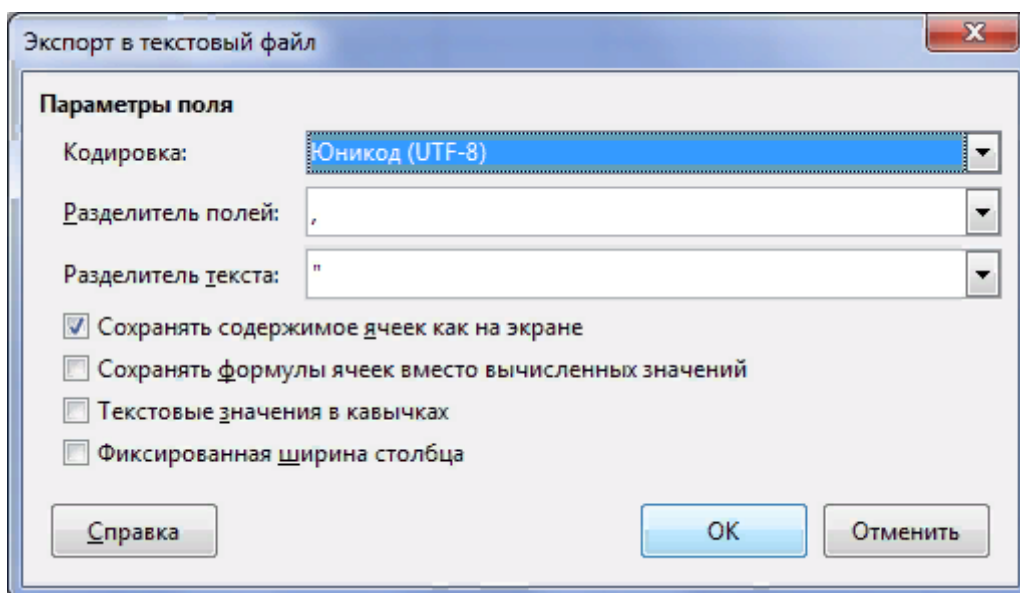 Экспорт в текстовый файл
Параметры поля
Кодировка: Юникод (UTF-8)
Разделитель полей: ,
Разделитель текста: "
Сохранять содержимое ячеек как на экране
Сохранять формулы ячеек вместо вычисленных значений
Текстовые значения в кавычках
Фиксированная ширина столбца
Справка OK Отменить